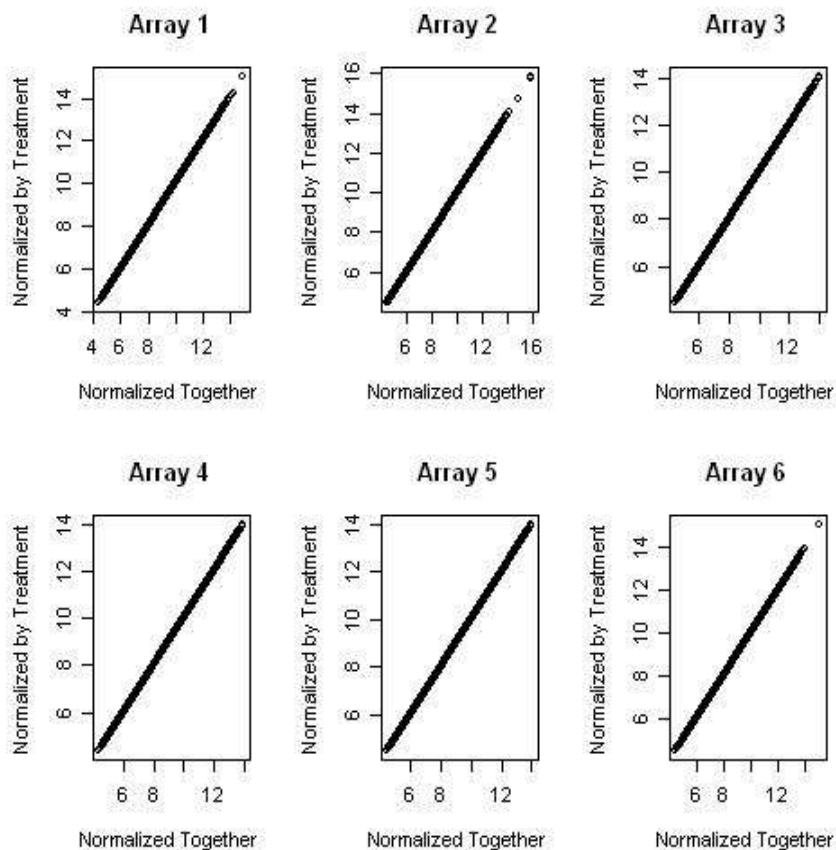 Array 1
Array 2
Array 3
Normalized by Treatment
4 6 8 10 12 14
4 6 8 12
Normalized Together
Normalized by Treatment
6 8 10 12 14 16
6 8 12 16
Normalized Together
Normalized by Treatment
6 8 10 12 14
6 8 12
Normalized Together
Array 4
Array 5
Array 6
Normalized by Treatment
6 8 10 12 14
6 8 12
Normalized Together
Normalized by Treatment
6 8 10 12 14
6 8 12
Normalized Together
Normalized by Treatment
6 8 10 12 14
6 8 12
Normalized Together